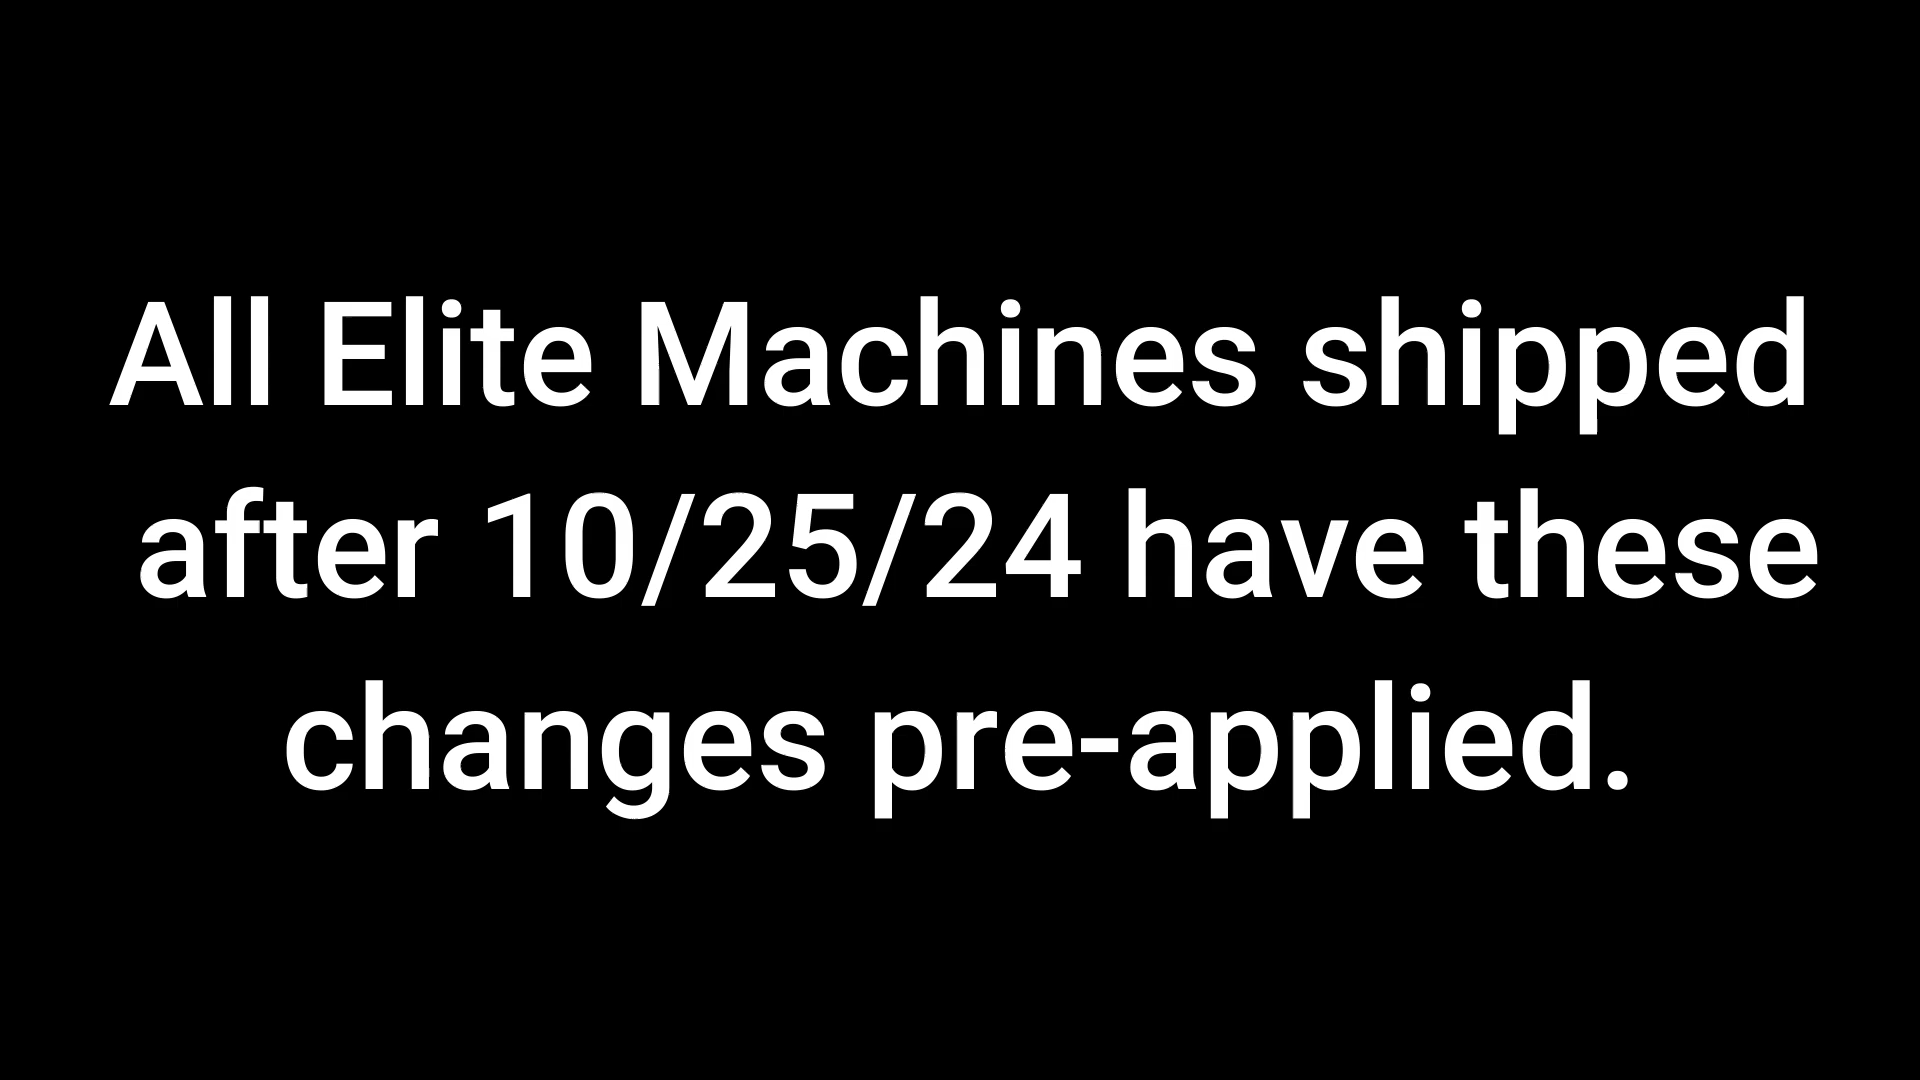 All Elite Machines shipped
after 10/25/24 have these
changes pre-applied.